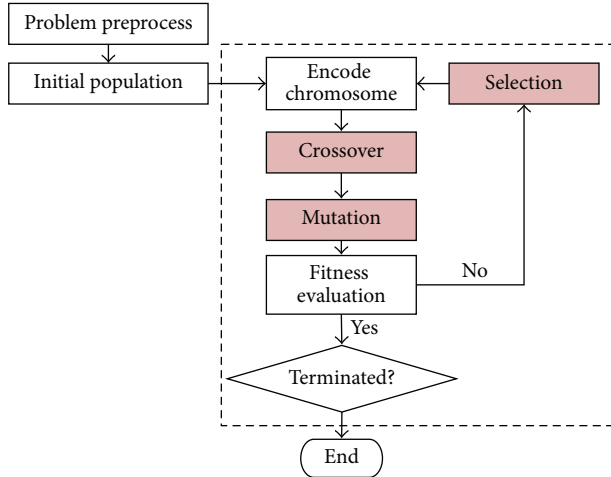 Problem preprocess
Initial population
Encode
chromosome
Selection
Crossover
Mutation
Fitness
evaluation
No
Yes
Terminated?
End